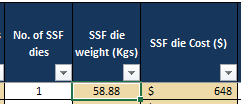 No. of SSF dies
SSF die weight (Kgs)
SSF die Cost ($)
1 58.88 $ 648